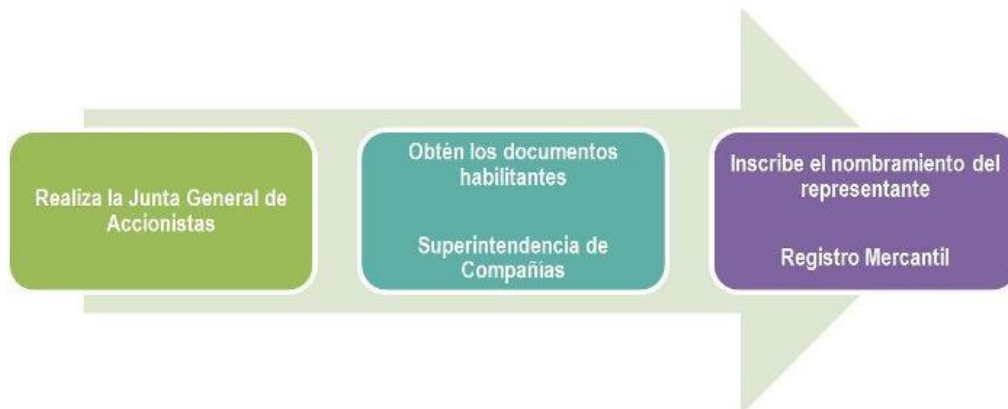 Realiza la Junta General de
Accionistas
Obtén los documentos
habilitantes
Superintendencia de
Compañías
Inscribe el nombramiento del
representante
Registro Mercantil